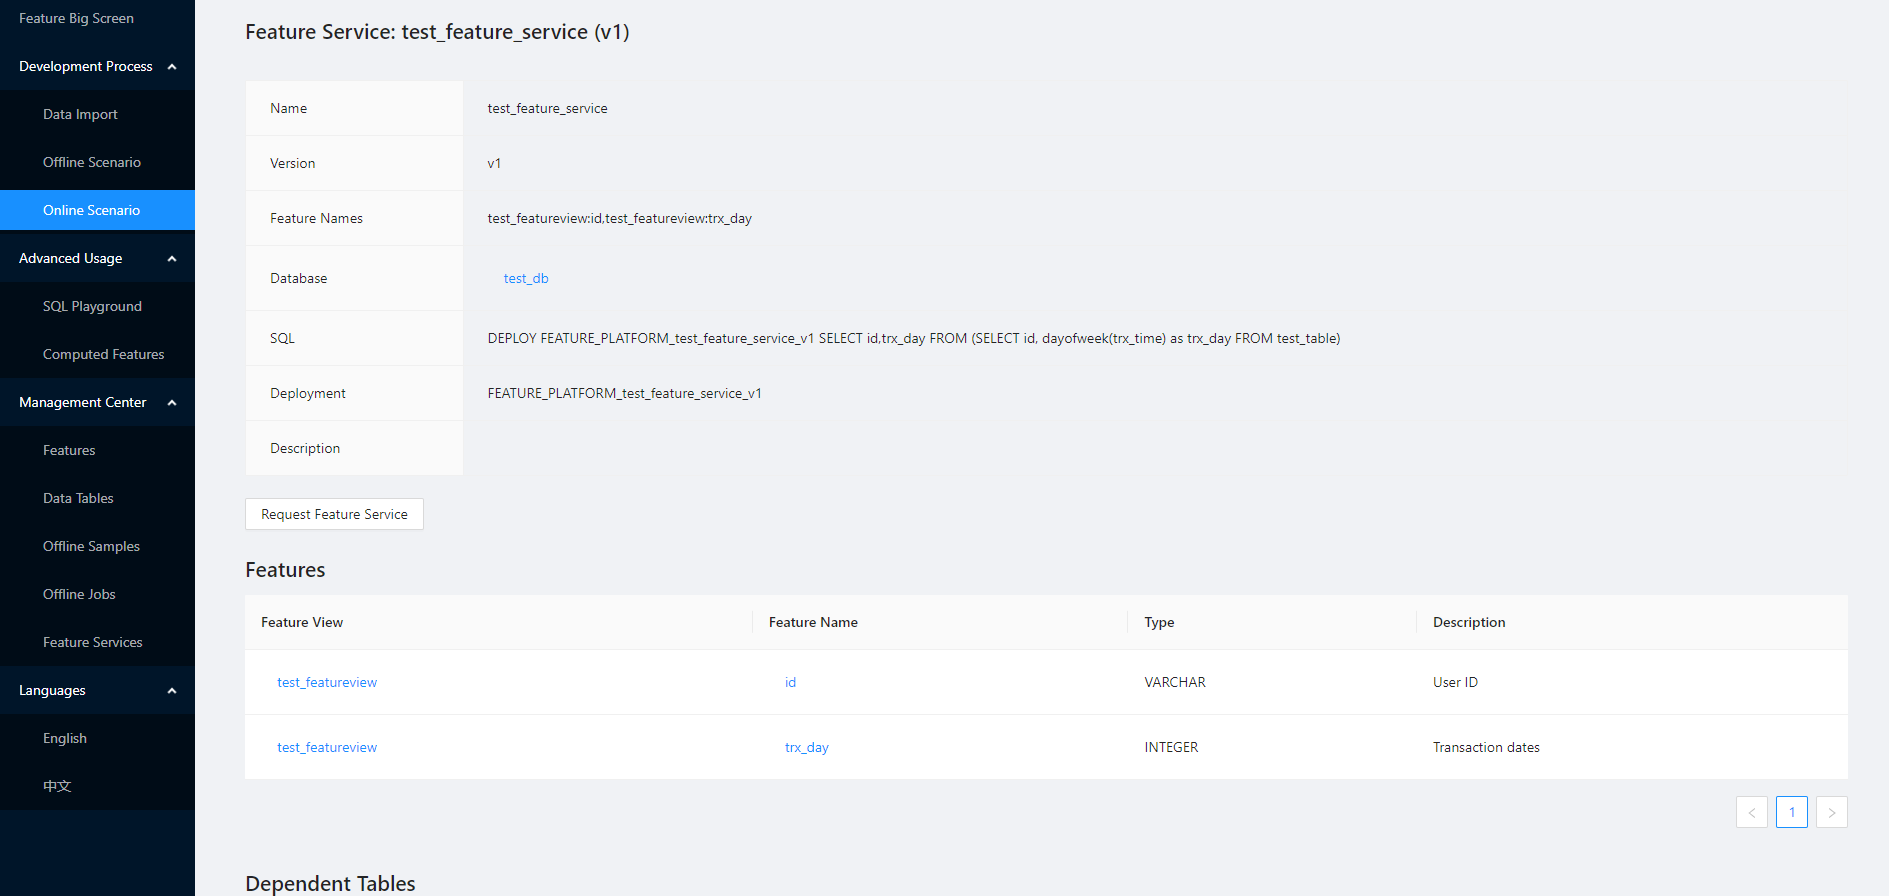 Feature Big Screen
Development Process
Data Import
Offline Scenario
Online Scenario
Advanced Usage
SQL Playground
Computed Features
Management Center
Features
Data Tables
Offline Samples
Offline Jobs
Feature Services
Languages
English
中文
Feature Service: test_feature_service (v1)
Name test_feature_service
Version v1
Feature Names test_featureview:id,test_featureview:trx_day
Database test_db
SQL DEPLOY FEATURE_PLATFORM_test_feature_service_v1 SELECT id,trx_day FROM (SELECT id, dayofweek(trx_time) as trx_day FROM test_table)
Deployment FEATURE_PLATFORM_test_feature_service_v1
Description
Request Feature Service
Features
Feature View Feature Name Type Description
test_featureview id VARCHAR User ID
test_featureview trx_day INTEGER Transaction dates
< 1 >
Dependent Tables